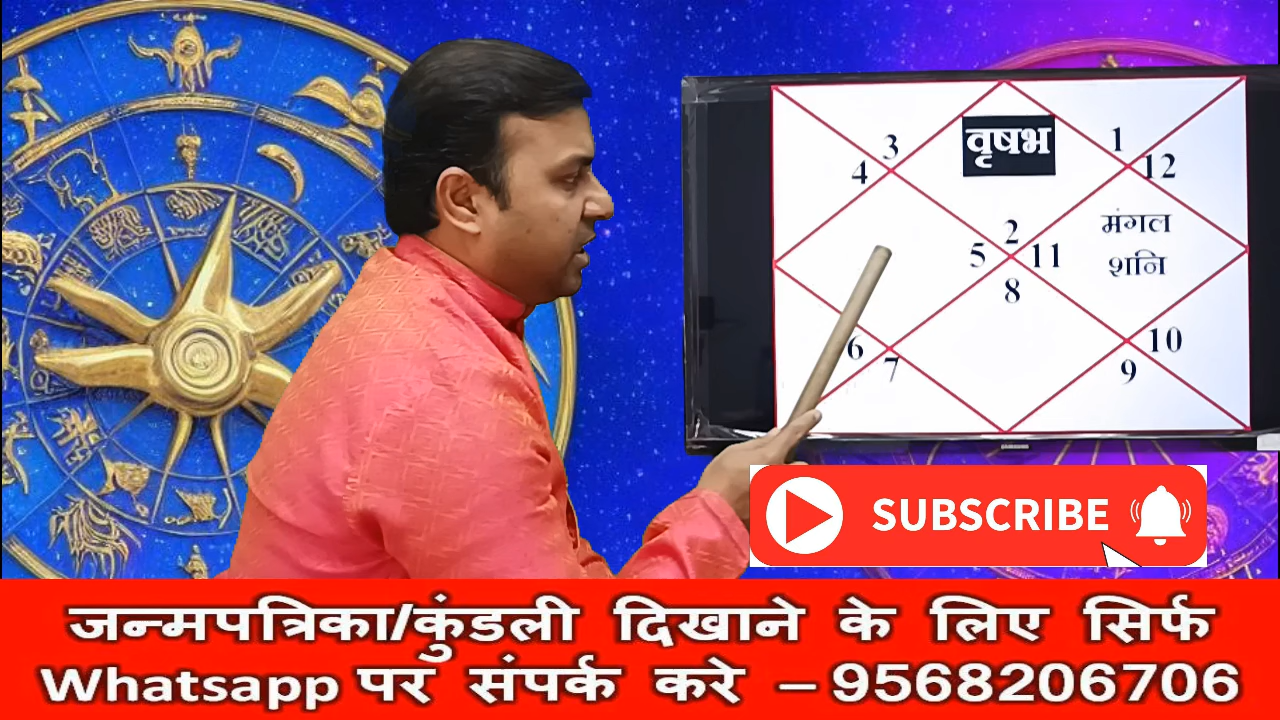 वृषभ
3
1
4
12
मंगल
2
5
11
शनि
8
6
10
7
9
SAMSUNG
SUBSCRIBE
जन्मपत्रिका/कुंडली दिखाने के लिए सिर्फ
Whatsapp पर संपर्क करे – 9568206706